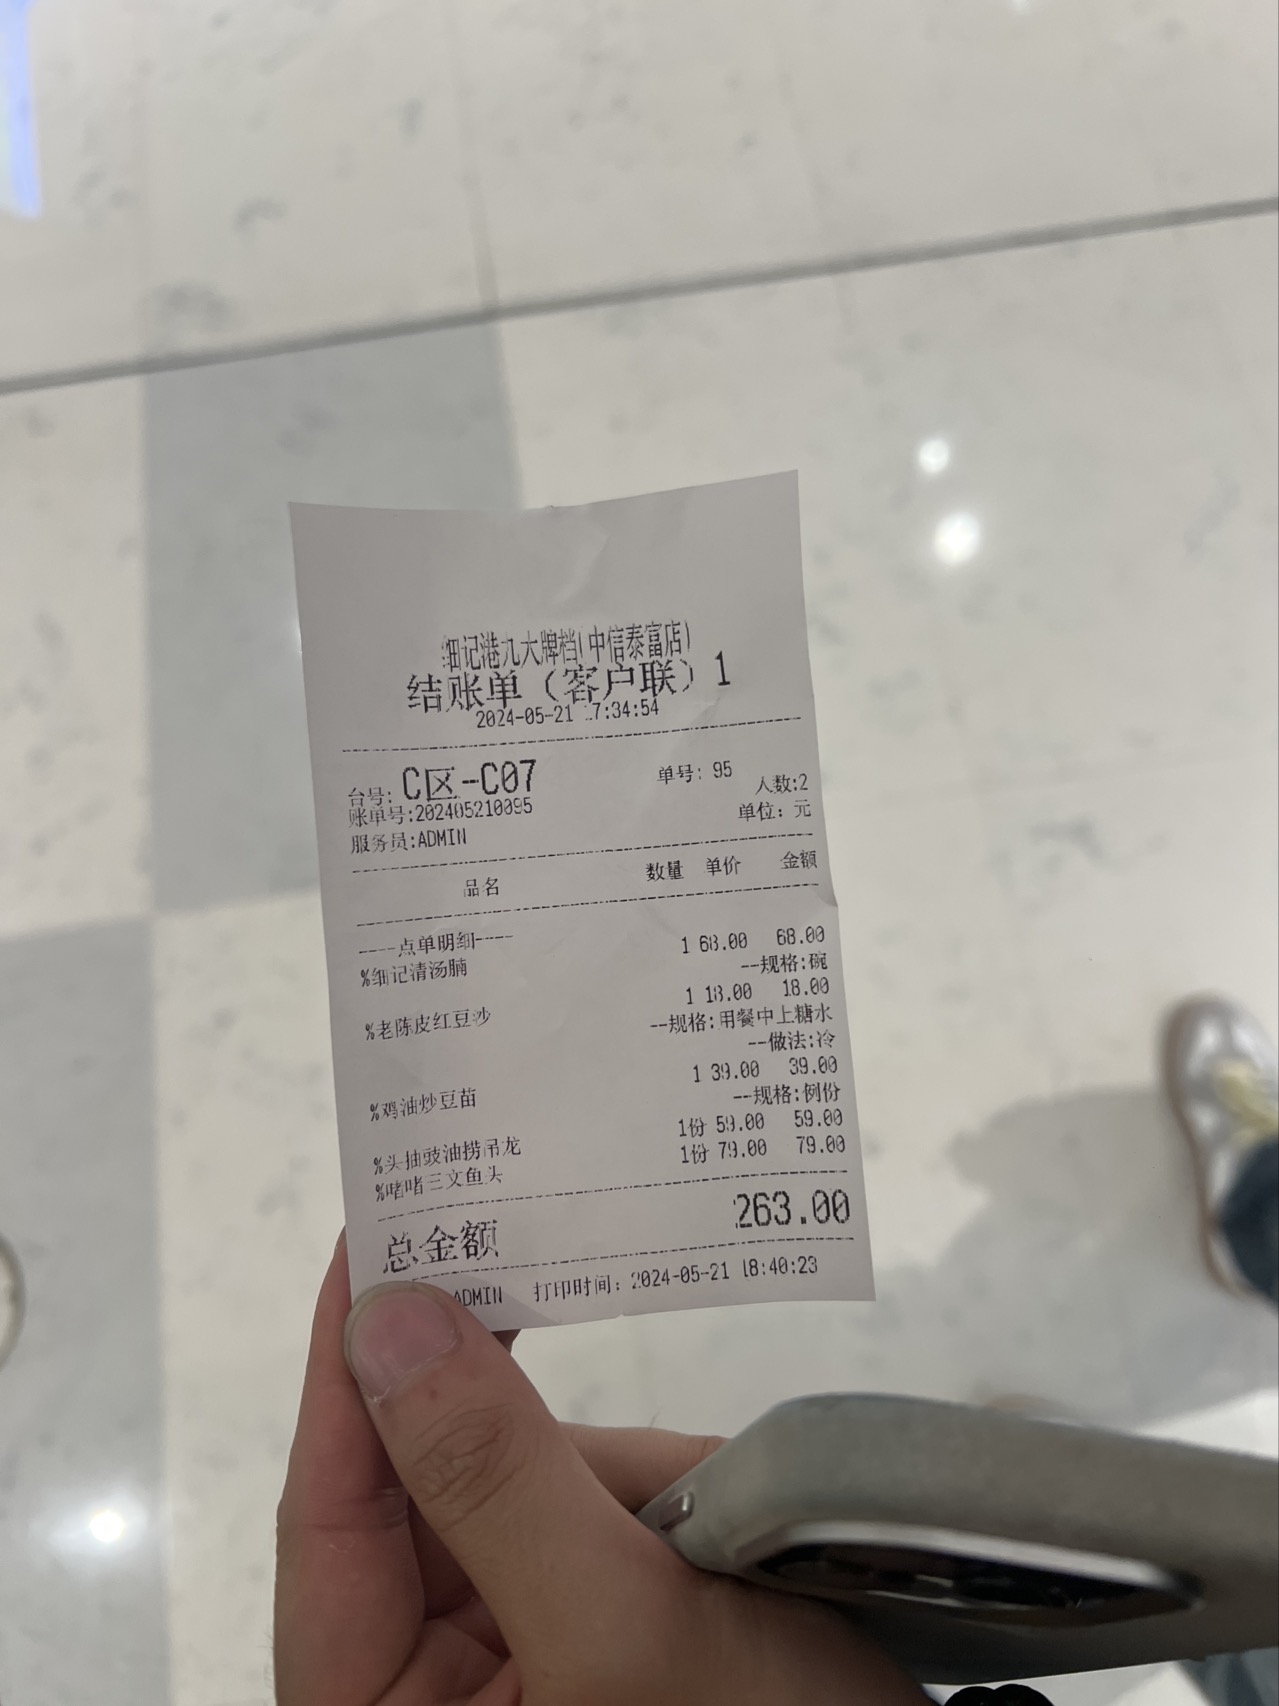 细记港九大牌档(中信泰富店)
结账单（客户联）1
2024-05-21 17:34:54
台号: C区-C07 单号: 95
账单号:202405210095 人数:2
服务员:ADMIN 单位: 元
品名 数量 单价 金额
----点单明细----
%细记清汤腩 1 68.00 68.00
--规格:碗
%老陈皮红豆沙 1 18.00 18.00
--规格:用餐中上糖水
--做法:冷
%鸡油炒豆苗 1 39.00 39.00
--规格:例份
%头抽豉油捞吊龙 1份 59.00 59.00
%啫啫三文鱼头 1份 79.00 79.00
总金额 263.00
ADMIN 打印时间: 2024-05-21 18:40:23